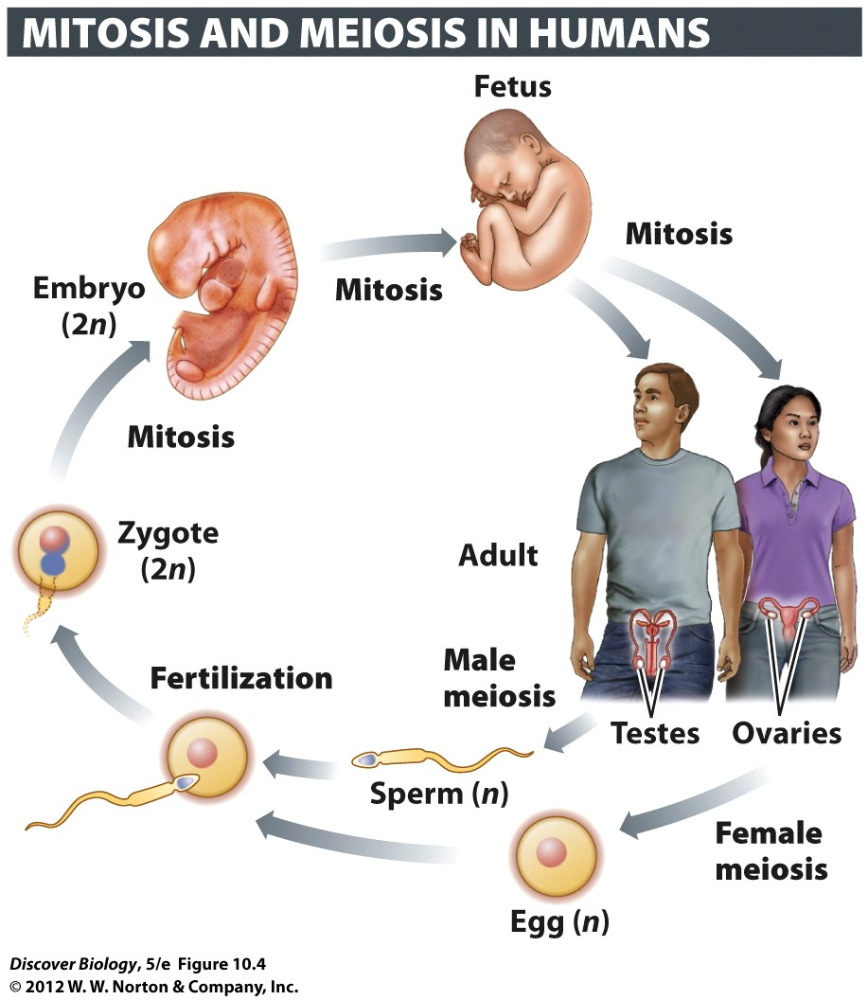 MITOSIS AND MEIOSIS IN HUMANS
Fetus
Mitosis
Embryo
(2n)
Mitosis
Mitosis
Zygote
(2n)
Adult
Fertilization
Male
meiosis
Testes
Ovaries
Sperm (n)
Female
meiosis
Egg (n)
Discover Biology, 5/e Figure 10.4
© 2012 W. W. Norton & Company, Inc.